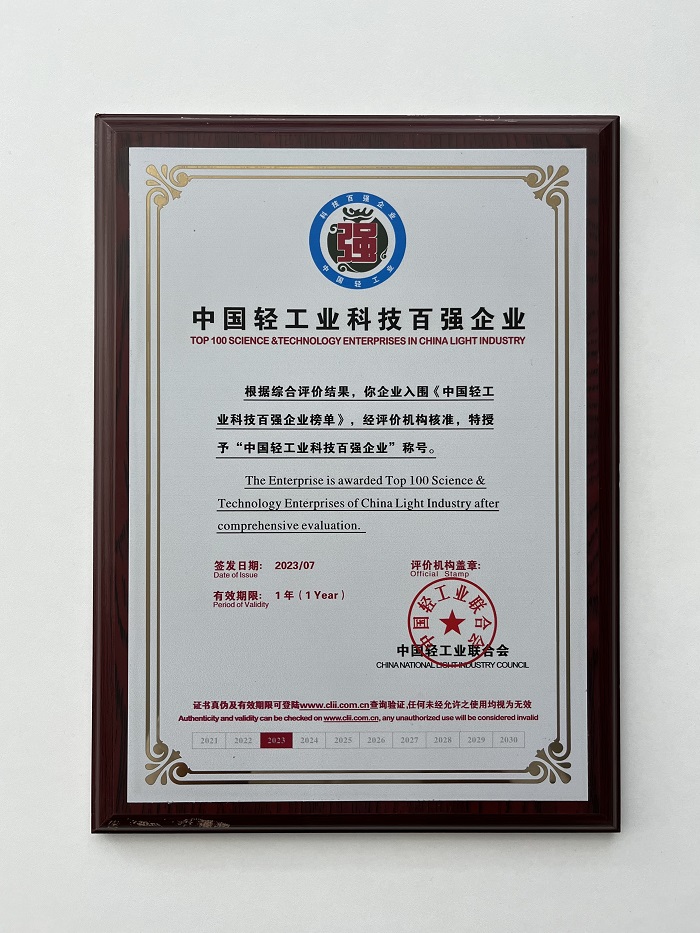 科技百强企业
强
中国轻工业
中国轻工业科技百强企业
TOP 100 SCIENCE &TECHNOLOGY ENTERPRISES IN CHINA LIGHT INDUSTRY
根据综合评价结果，你企业入围《中国轻工
业科技百强企业榜单》，经评价机构核准，特授
予“中国轻工业科技百强企业”称号。
The Enterprise is awarded Top 100 Science &
Technology Enterprises of China Light Industry after
comprehensive evaluation.
签发日期： 2023/07
Date of Issue
有效期限： 1 年（1 Year）
Period of Validity
评价机构盖章：
Official Stamp
中国轻工业联合会
中国轻工业联合会
CHINA NATIONAL LIGHT INDUSTRY COUNCIL
证书真伪及有效期限可登陆www.clii.com.cn查询验证,任何未经允许之使用均视为无效
Authenticity and validity can be checked on www.clii.com.cn, any unauthorized use will be considered invalid
2021 2022 2023 2024 2025 2026 2027 2028 2029 2030